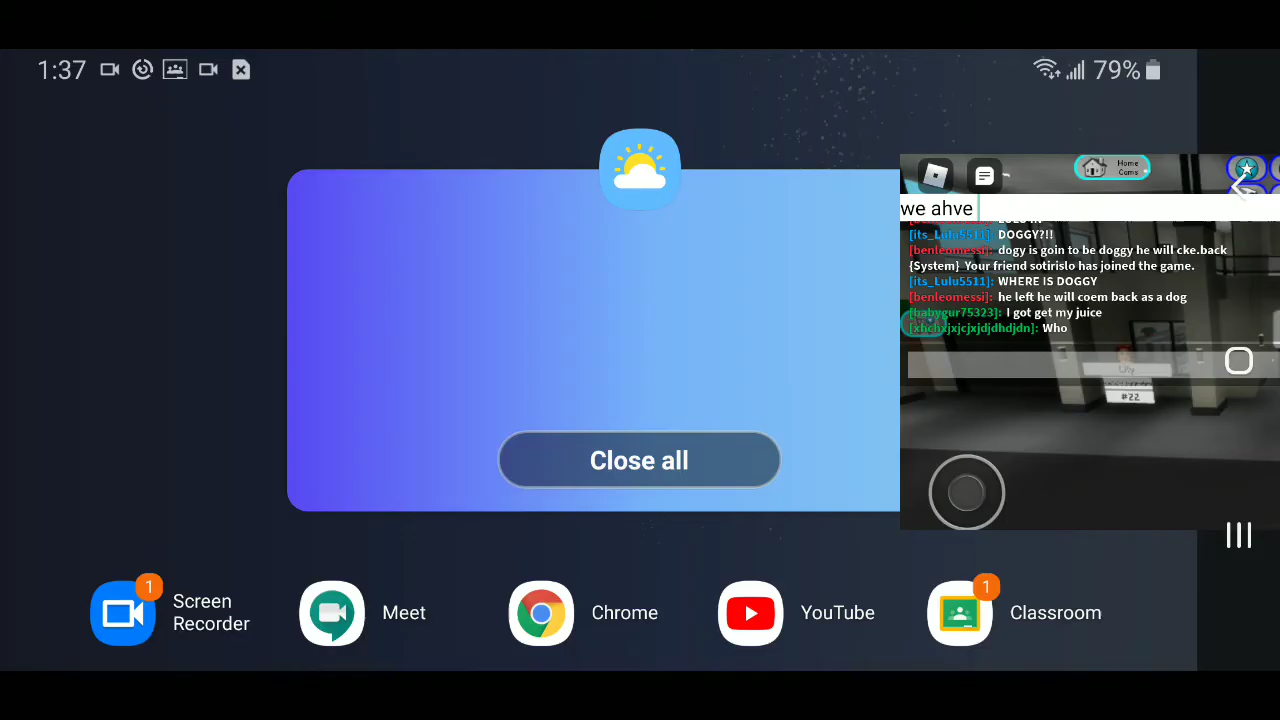 1:37
79%
Home
Cams
we ahve
[its_Lulu5511]: DOGGY?!!
[benleomessi]: dogy is goin to be doggy he will cke.back
{System} Your friend sotirislo has joined the game.
[its_Lulu5511]: WHERE IS DOGGY
[benleomessi]: he left he will coem back as a dog
[babygur75323]: I got get my juice
[xhchxjxjcjxjdjdhdjdn]: Who
City
#22
Close all
1
Screen
Recorder
Meet
Chrome
YouTube
1
Classroom